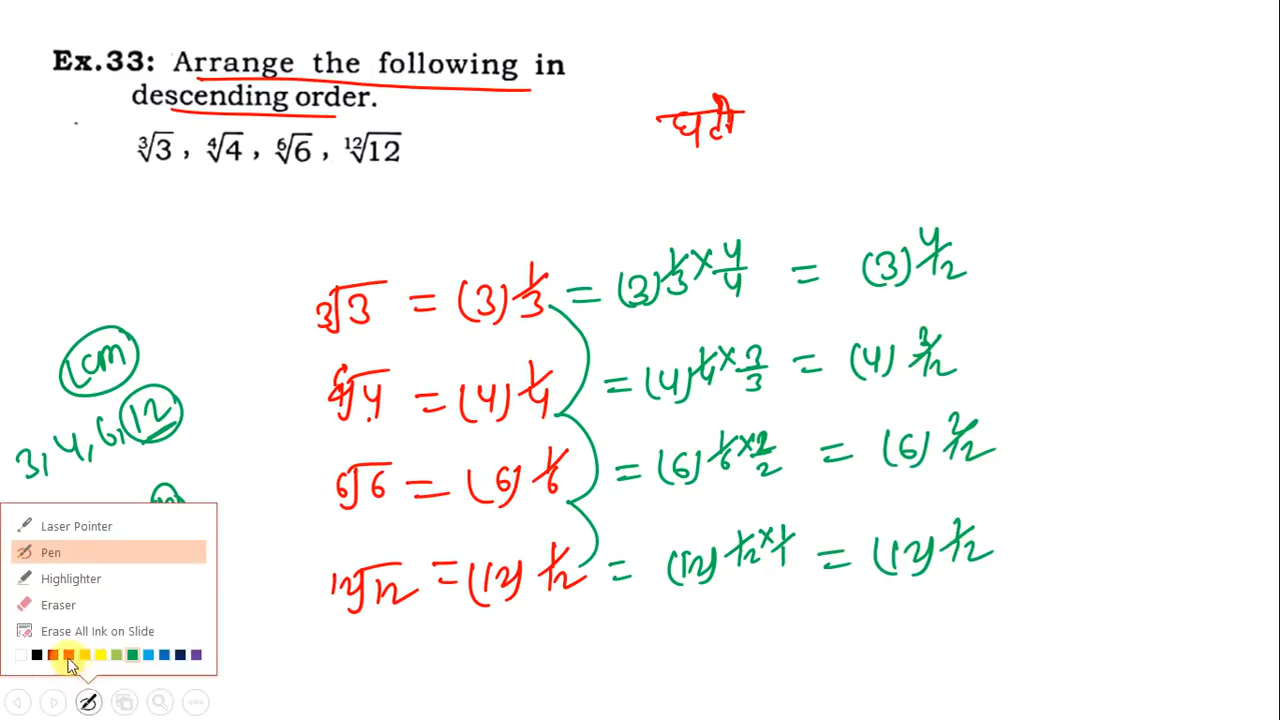 Ex.33: Arrange the following in
descending order.
∛3, ∜4, ⁶√6, ¹²√12
घटते
³√3 = (3)^1/3 = (3)^1/3×4/4 = (3)^4/12
⁴√4 = (4)^1/4 = (4)^1/4×3/3 = (4)^3/12
⁶√6 = (6)^1/6 = (6)^1/6×2/2 = (6)^2/12
¹²√12 = (12)^1/12 = (12)^1/12×1/1 = (12)^1/12
Lcm
3, 4, 6, 12
Laser Pointer
Pen
Highlighter
Eraser
Erase All Ink on Slide